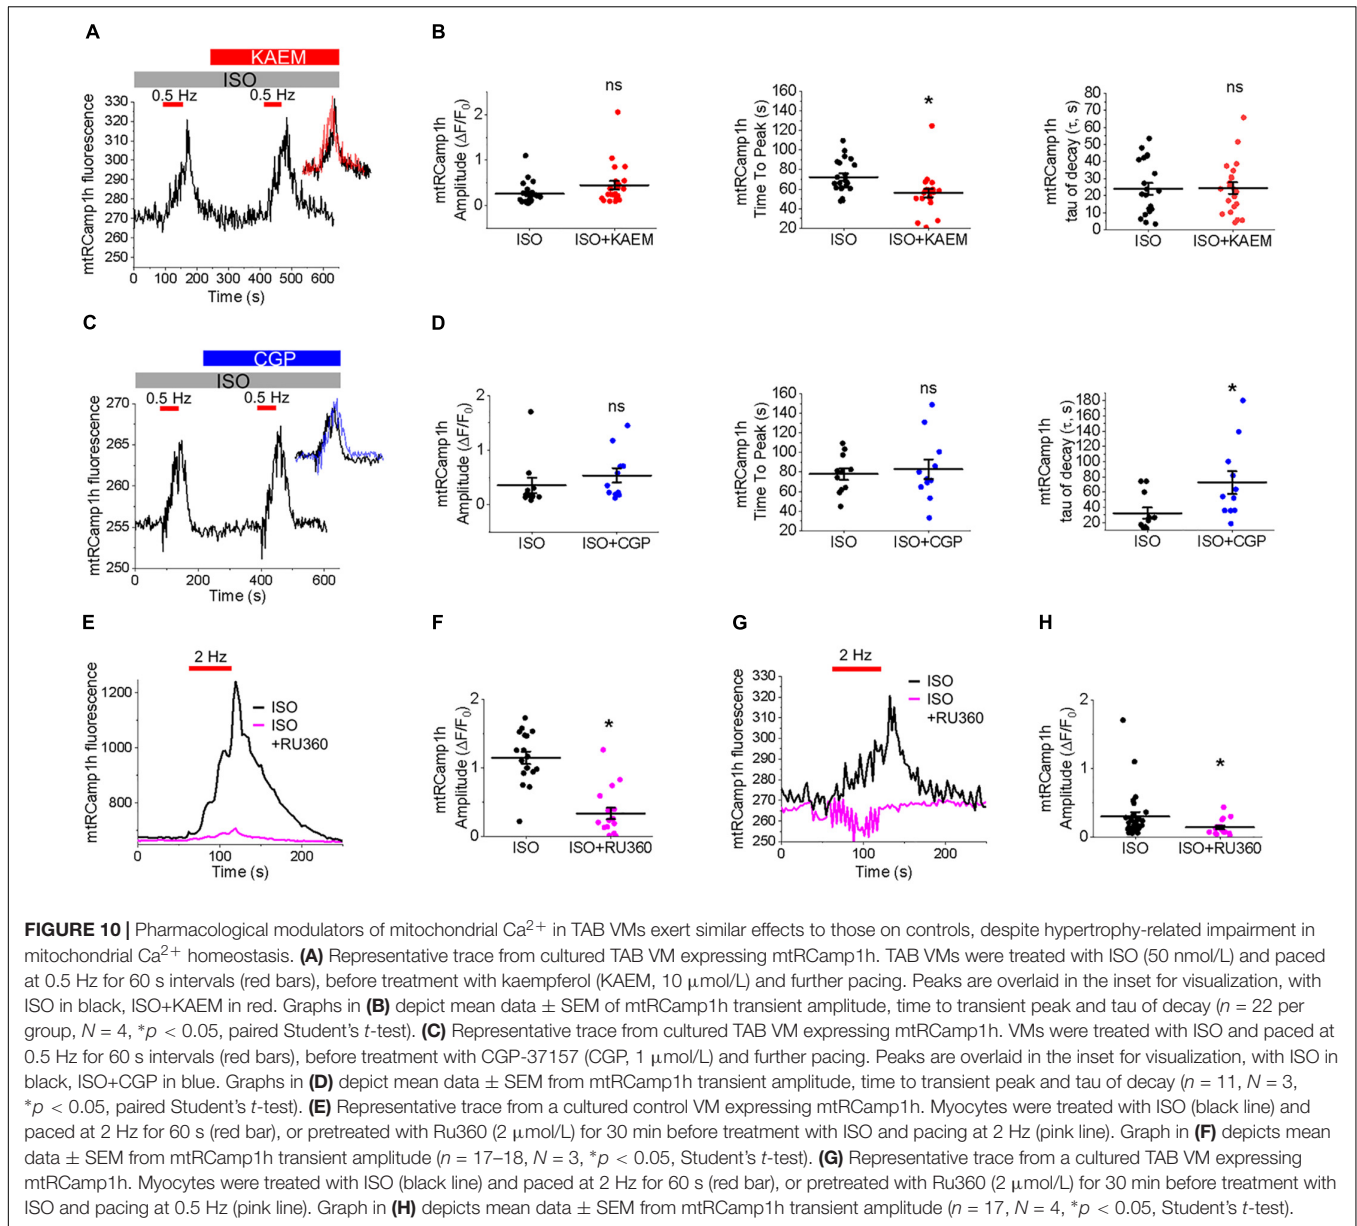 A
KAEM
ISO
0.5 Hz
0.5 Hz
mtRCamp1h fluorescence
330
320
310
300
290
280
270
260
250
0 100 200 300 400 500 600
Time (s)
B
mtRCamp1h
Amplitude (ΔF/F₀)
2
1
0
ns
ISO ISO+KAEM
mtRCamp1h
Time To Peak (s)
160
140
120
100
80
60
40
20
*
ISO ISO+KAEM
mtRCamp1h
tau of decay (τ, s)
80
70
60
50
40
30
20
10
0
ns
ISO ISO+KAEM
C
CGP
ISO
0.5 Hz
0.5 Hz
mtRCamp1h fluorescence
270
265
260
255
250
0 200 400 600
Time (s)
D
mtRCamp1h
Amplitude (ΔF/F₀)
2
1
0
ns
ISO ISO+CGP
mtRCamp1h
Time To Peak (s)
160
140
120
100
80
60
40
20
ns
ISO ISO+CGP
mtRCamp1h
tau of decay (τ, s)
180
160
140
120
100
80
60
40
20
*
ISO ISO+CGP
E
2 Hz
mtRCamp1h fluorescence
1200
1000
800
ISO
ISO
+RU360
0 100 200
Time (s)
F
mtRCamp1h
Amplitude (ΔF/F₀)
2
1
0
*
ISO ISO+RU360
G
2 Hz
mtRCamp1h fluorescence
330
320
310
300
290
280
270
260
250
ISO
ISO
+RU360
0 100 200
Time (s)
H
mtRCamp1h
Amplitude (ΔF/F₀)
2
1
0
*
ISO ISO+RU360
FIGURE 10 | Pharmacological modulators of mitochondrial Ca²⁺ in TAB VMs exert similar effects to those on controls, despite hypertrophy-related impairment in
mitochondrial Ca²⁺ homeostasis. (A) Representative trace from cultured TAB VM expressing mtRCamp1h. TAB VMs were treated with ISO (50 nmol/L) and paced
at 0.5 Hz for 60 s intervals (red bars), before treatment with kaempferol (KAEM, 10 μmol/L) and further pacing. Peaks are overlaid in the inset for visualization, with
ISO in black, ISO+KAEM in red. Graphs in (B) depict mean data ± SEM of mtRCamp1h transient amplitude, time to transient peak and tau of decay (n = 22 per
group, N = 4, *p < 0.05, paired Student's t-test). (C) Representative trace from cultured TAB VM expressing mtRCamp1h. VMs were treated with ISO and paced at
0.5 Hz for 60 s intervals (red bars), before treatment with CGP-37157 (CGP, 1 μmol/L) and further pacing. Peaks are overlaid in the inset for visualization, with ISO in
black, ISO+CGP in blue. Graphs in (D) depict mean data ± SEM from mtRCamp1h transient amplitude, time to transient peak and tau of decay (n = 11, N = 3,
*p < 0.05, paired Student's t-test). (E) Representative trace from a cultured control VM expressing mtRCamp1h. Myocytes were treated with ISO (black line) and
paced at 2 Hz for 60 s (red bar), or pretreated with Ru360 (2 μmol/L) for 30 min before treatment with ISO and pacing at 2 Hz (pink line). Graph in (F) depicts mean
data ± SEM from mtRCamp1h transient amplitude (n = 17–18, N = 3, *p < 0.05, Student's t-test). (G) Representative trace from a cultured TAB VM expressing
mtRCamp1h. Myocytes were treated with ISO (black line) and paced at 2 Hz for 60 s (red bar), or pretreated with Ru360 (2 μmol/L) for 30 min before treatment with
ISO and pacing at 0.5 Hz (pink line). Graph in (H) depicts mean data ± SEM from mtRCamp1h transient amplitude (n = 17, N = 4, *p < 0.05, Student's t-test).